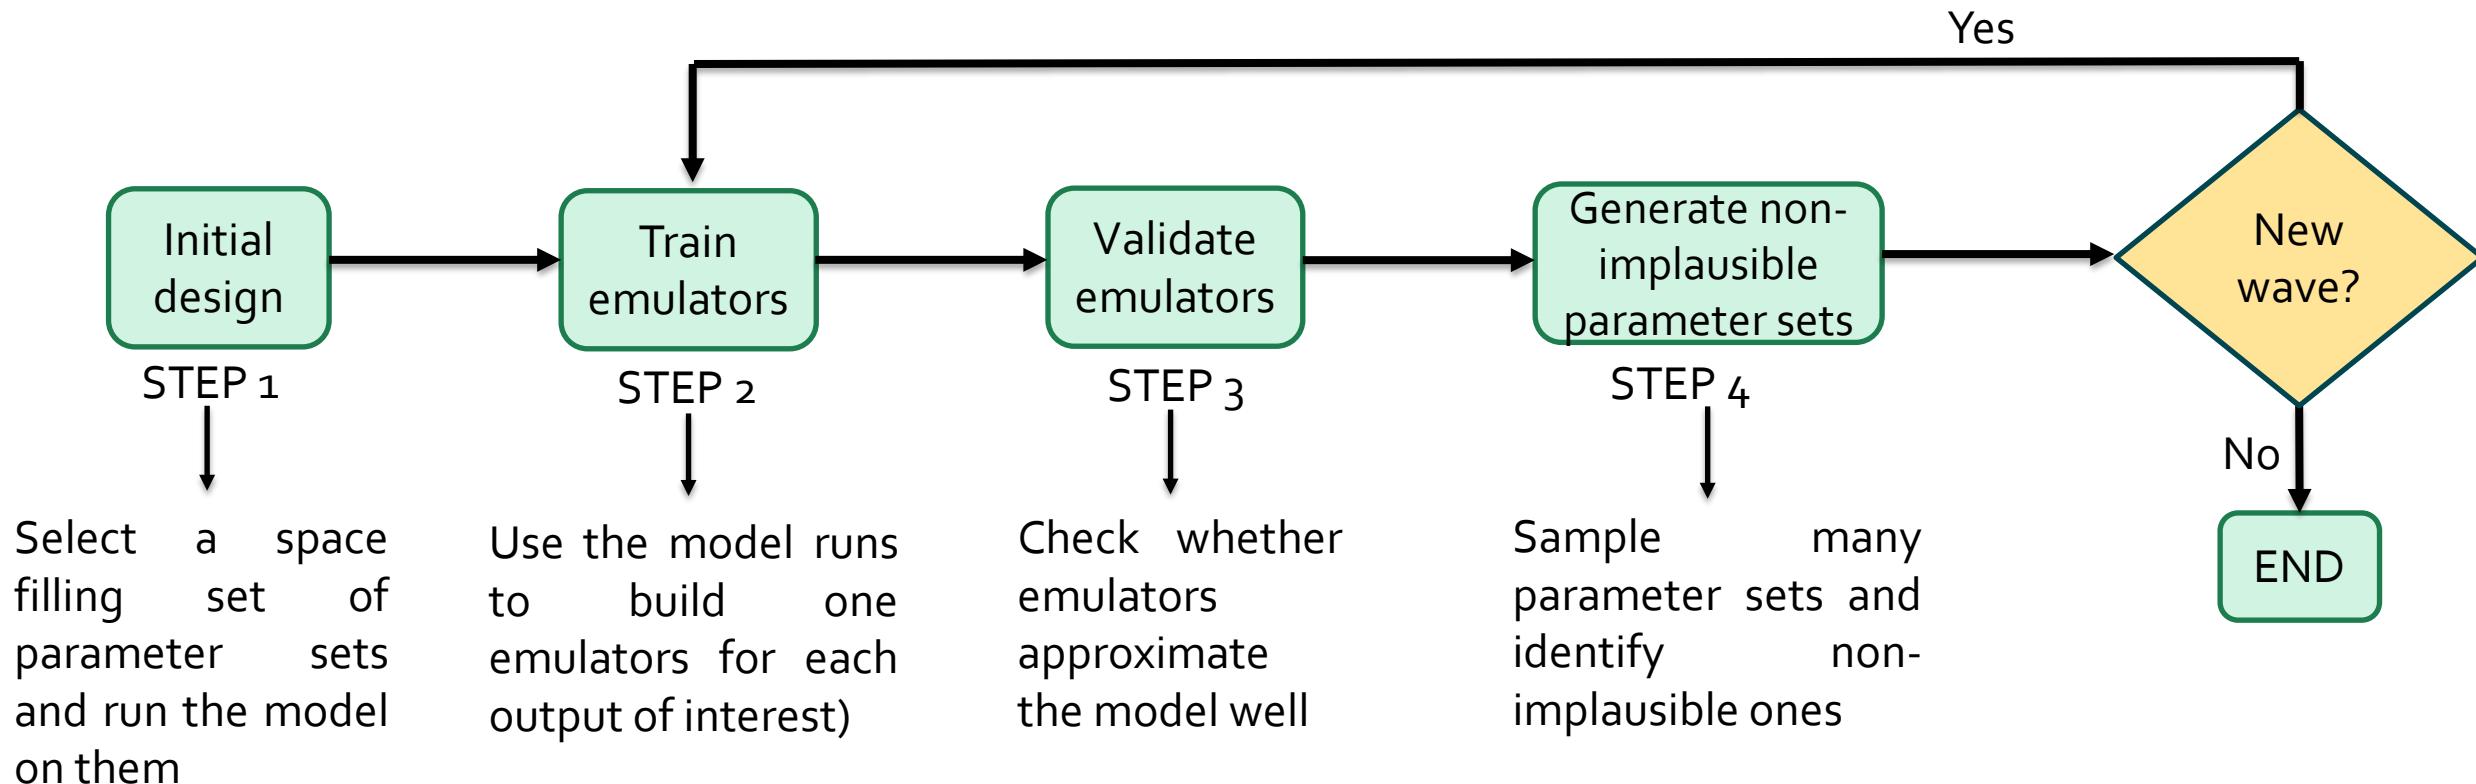 Yes
Initial
design
Train
emulators
Validate
emulators
Generate non-
implausible
parameter sets
New
wave?
STEP 1
STEP 2
STEP 3
STEP 4
No
END
Select a space
filling set of
parameter sets
and run the model
on them
Use the model runs
to build one
emulators for each
output of interest)
Check whether
emulators
approximate
the model well
Sample many
parameter sets and
identify non-
implausible ones